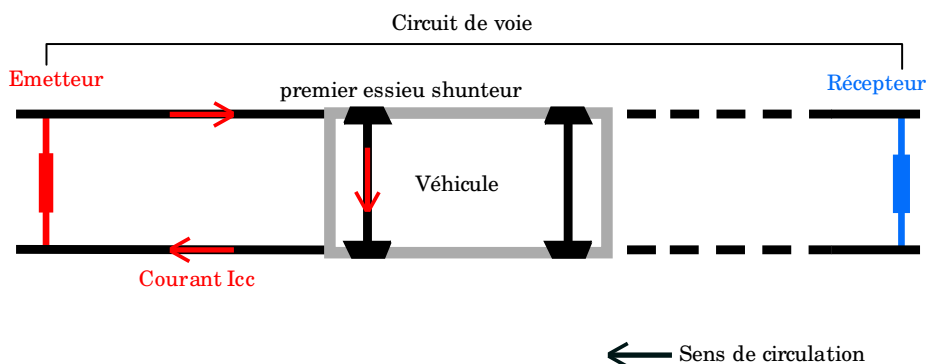 Circuit de voie
Emetteur
Récepteur
premier essieu shunteur
Véhicule
Courant Icc
Sens de circulation